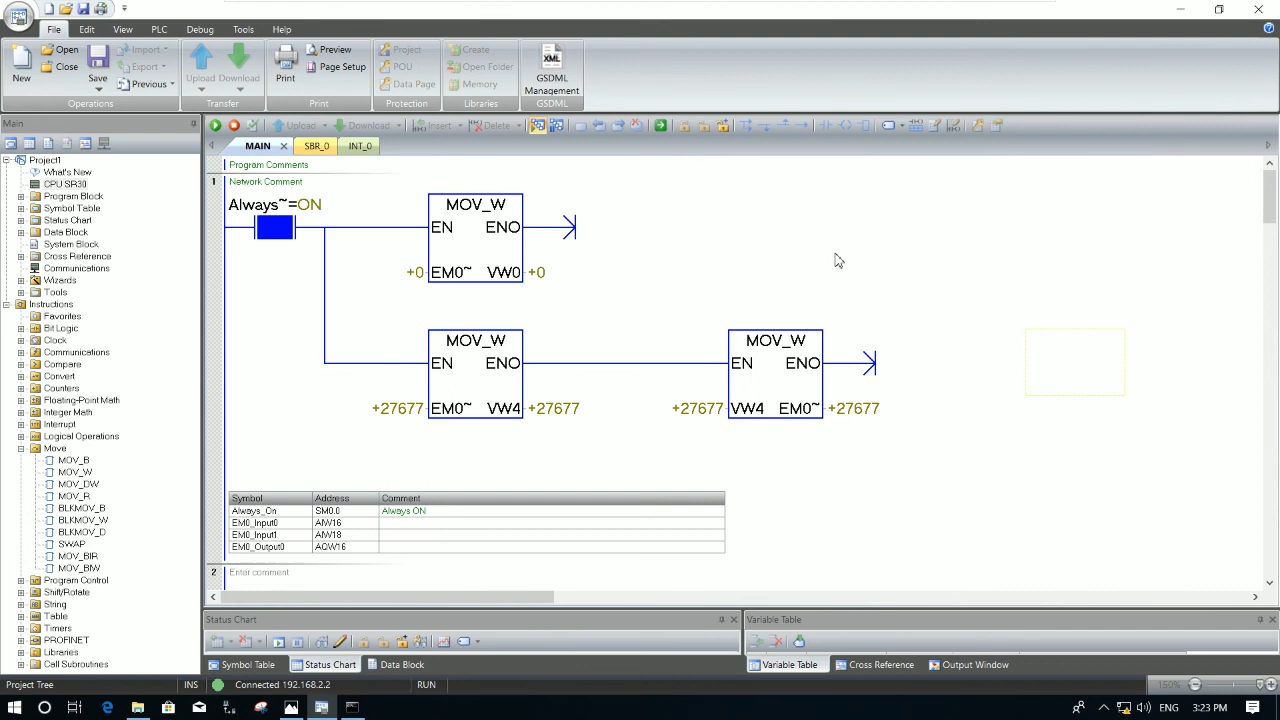 File Edit View PLC Debug Tools Help
New Open Close Save Import Export Previous
Upload Download
Print Preview Page Setup
Project POU Data Page
Create Open Folder Memory
XML GSDML Management
Operations Transfer Print Protection Libraries GSDML
Main
Upload Download Insert Delete
MAIN SBR_0 INT_0
Project1
What's New
CPU SR30
Program Block
Symbol Table
Status Chart
Data Block
System Block
Cross Reference
Communications
Wizards
Tools
Instructions
Favorites
Bit Logic
Clock
Communications
Compare
Convert
Counters
Floating-Point Math
Integer Math
Interrupt
Logical Operations
Move
MOV_B
MOV_W
MOV_DW
MOV_R
BLKMOV_B
BLKMOV_W
BLKMOV_D
SWAP
MOV_BIR
MOV_BIW
Program Control
Shift/Rotate
String
Table
Timers
PROFINET
Libraries
Call Subroutines
Program Comments
1 Network Comment
Always~=ON
MOV_W
EN ENO
+0 EM0~ VW0 +0
MOV_W MOV_W
EN ENO EN ENO
+27677 EM0~ VW4 +27677 +27677 VW4 EM0~ +27677
Symbol Address Comment
Always_On SM0.0 Always ON
EM0_Input0 AIW16
EM0_Input1 AIW18
EM0_Output0 AQW16
2 Enter comment
Status Chart Variable Table
Symbol Table Status Chart Data Block Variable Table Cross Reference Output Window
Project Tree INS Connected 192.168.2.2 RUN 150%
ENG 3:23 PM